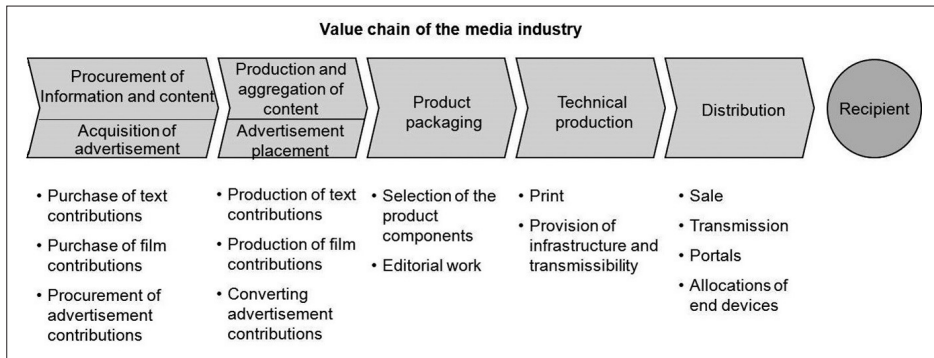 Value chain of the media industry
Procurement of
Information and content
Acquisition of
advertisement
Production and
aggregation of
content
Advertisement
placement
Product
packaging
Technical
production
Distribution
Recipient
• Purchase of text
contributions
• Purchase of film
contributions
• Procurement of
advertisement
contributions
• Production of text
contributions
• Production of film
contributions
• Converting
advertisement
contributions
• Selection of the
product
components
• Editorial work
• Print
• Provision of
infrastructure and
transmissibility
• Sale
• Transmission
• Portals
• Allocations of
end devices